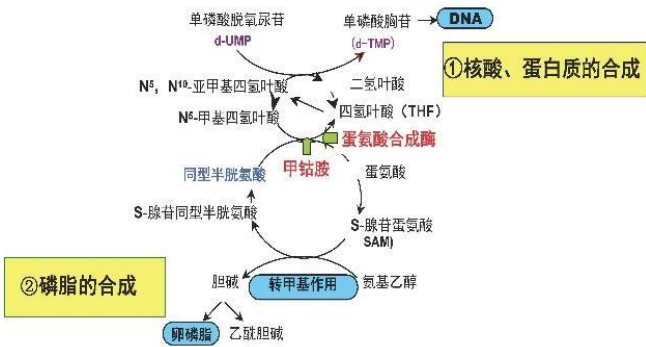 单磷酸脱氧尿苷
单磷酸胸苷
DNA
d-UMP
(d-TMP)
①核酸、蛋白质的合成
N⁵，N¹⁰-亚甲基四氢叶酸
二氢叶酸
N⁵-甲基四氢叶酸
四氢叶酸（THF）
蛋氨酸合成酶
甲钴胺
同型半胱氨酸
蛋氨酸
S-腺苷同型半胱氨酸
S-腺苷蛋氨酸
SAM)
②磷脂的合成
胆碱
转甲基作用
氨基乙醇
卵磷脂
乙酰胆碱